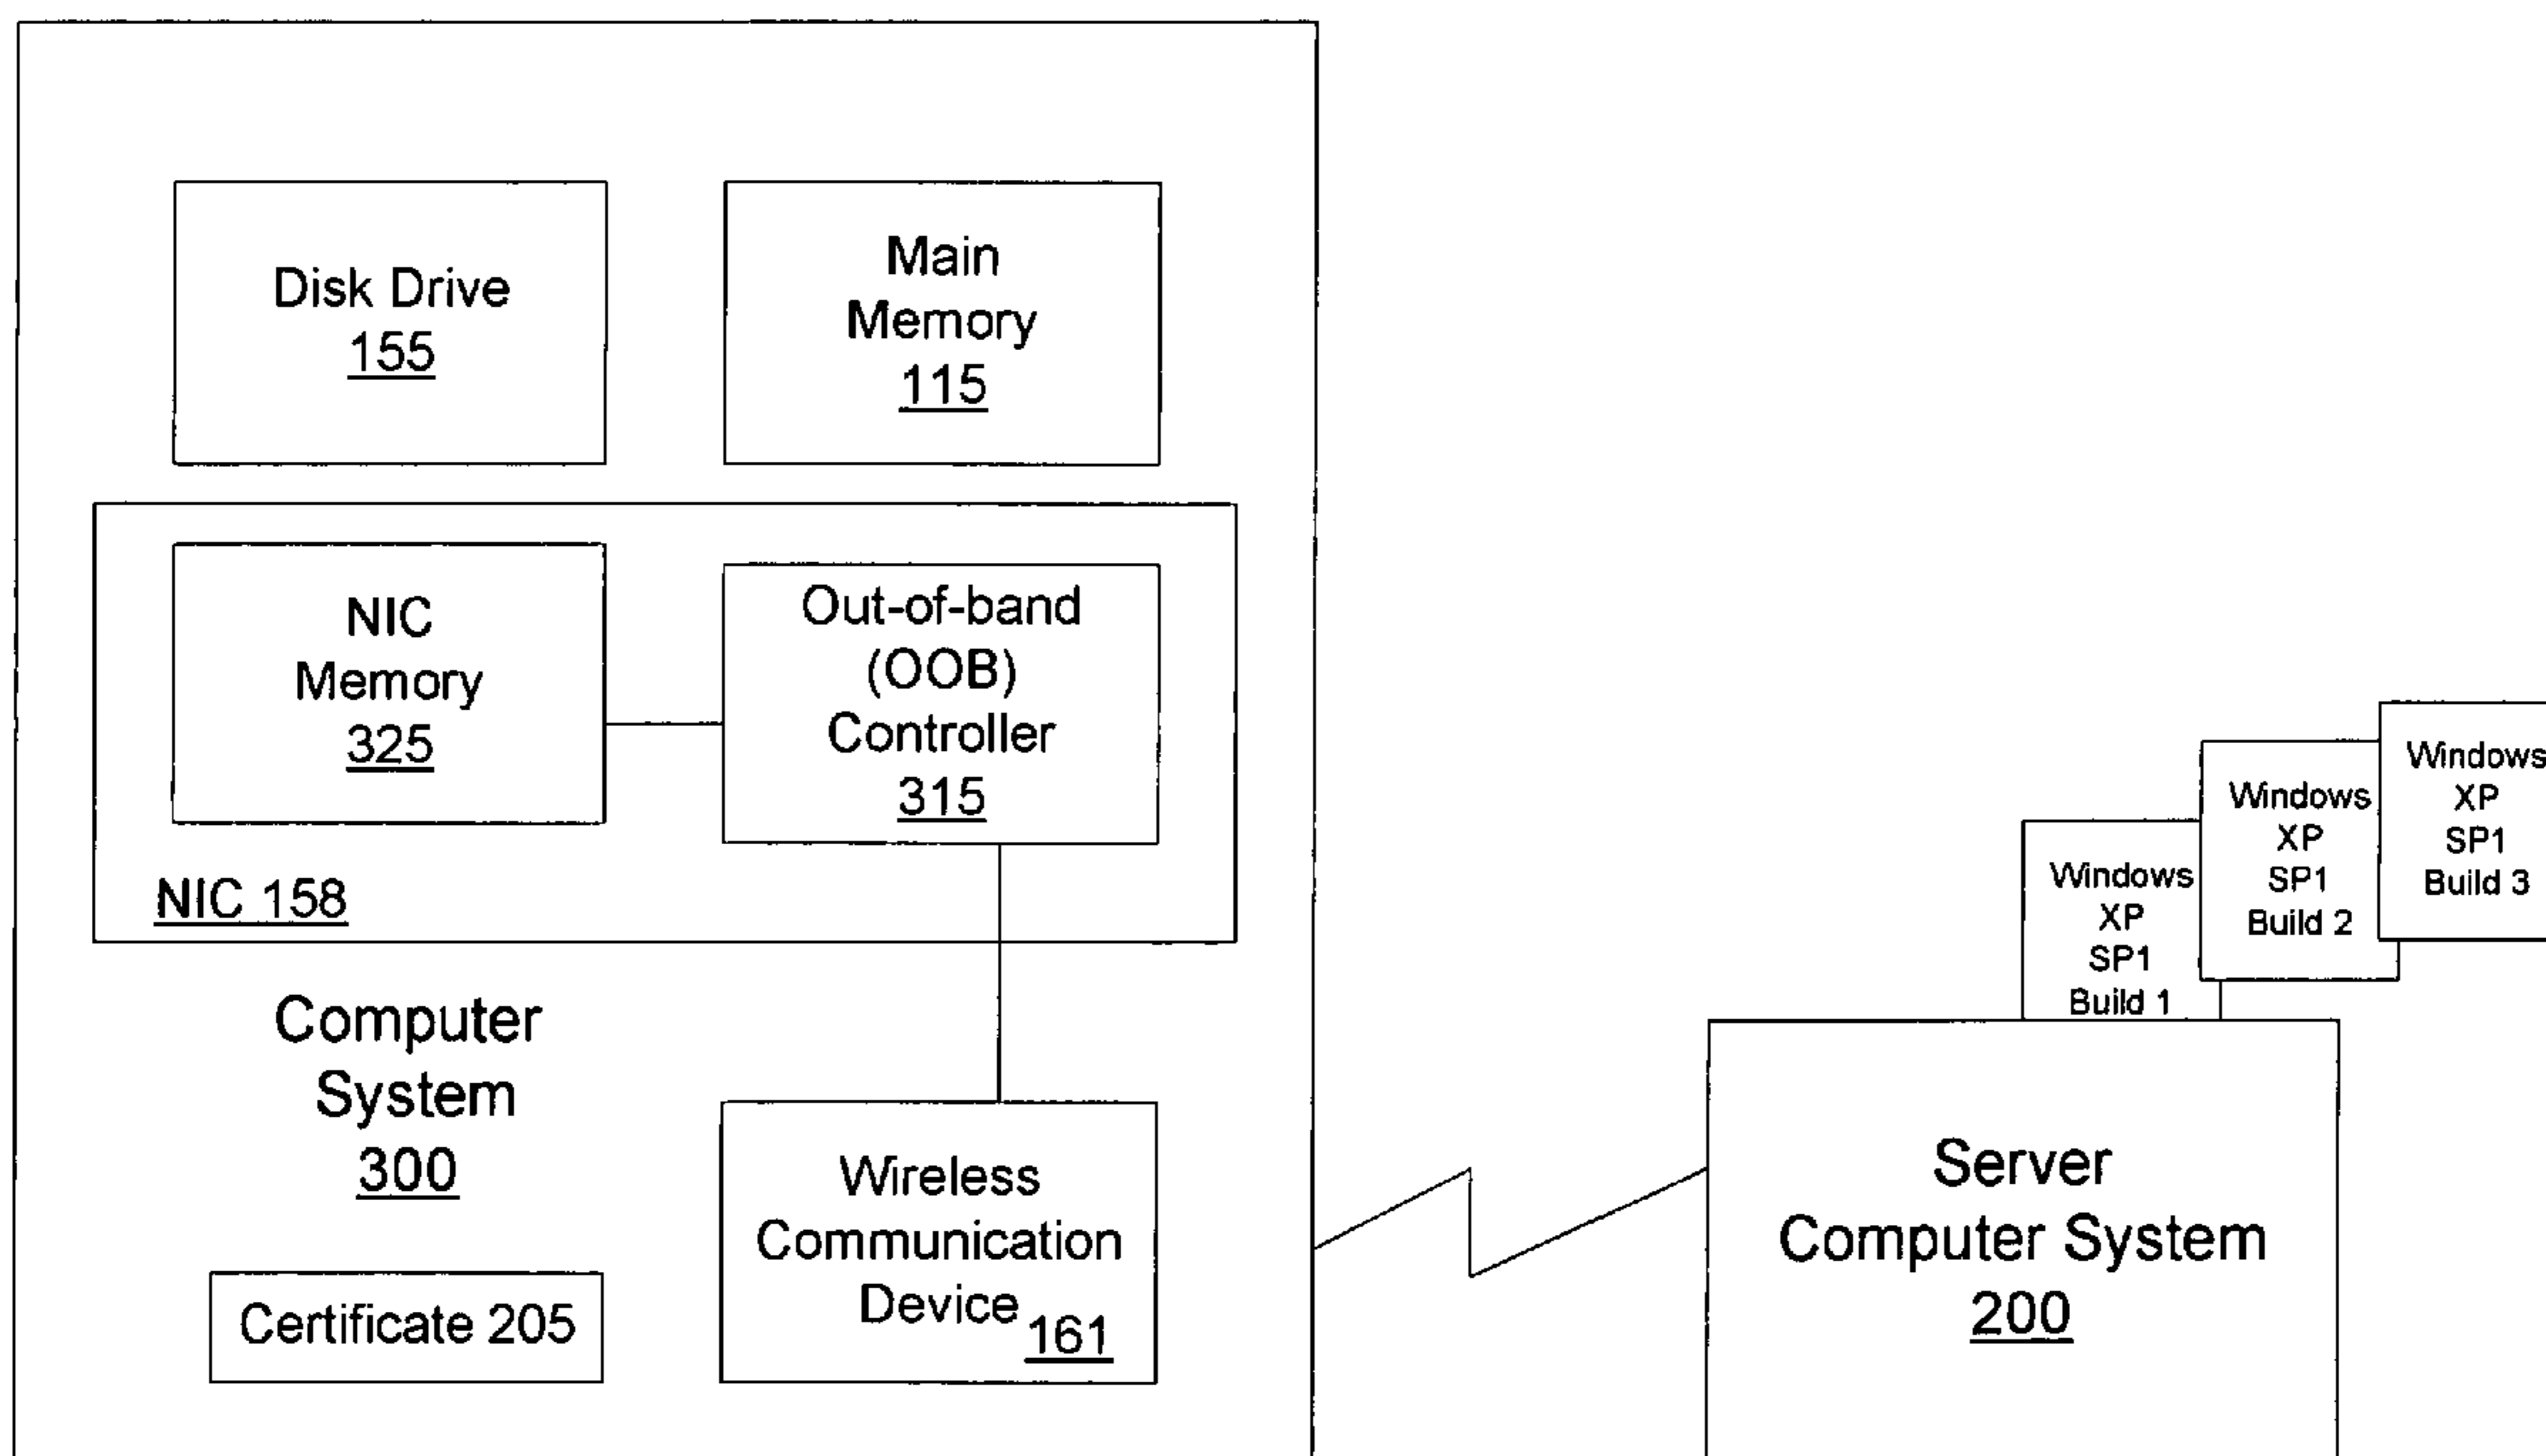 Disk Drive
155
Main
Memory
115
NIC
Memory
325
Out-of-band
(OOB)
Controller
315
NIC 158
Computer
System
300
Certificate 205
Wireless
Communication
Device
161
Windows
XP
SP1
Build 1
Windows
XP
SP1
Build 2
Windows
XP
SP1
Build 3
Server
Computer System
200